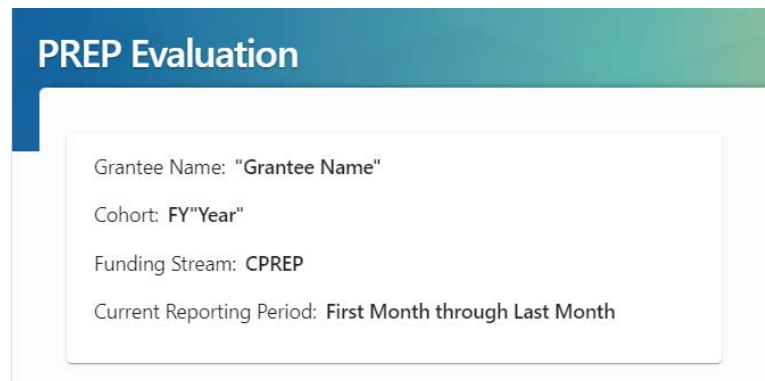 PREP Evaluation
Grantee Name: "Grantee Name"
Cohort: FY"Year"
Funding Stream: CPREP
Current Reporting Period: First Month through Last Month